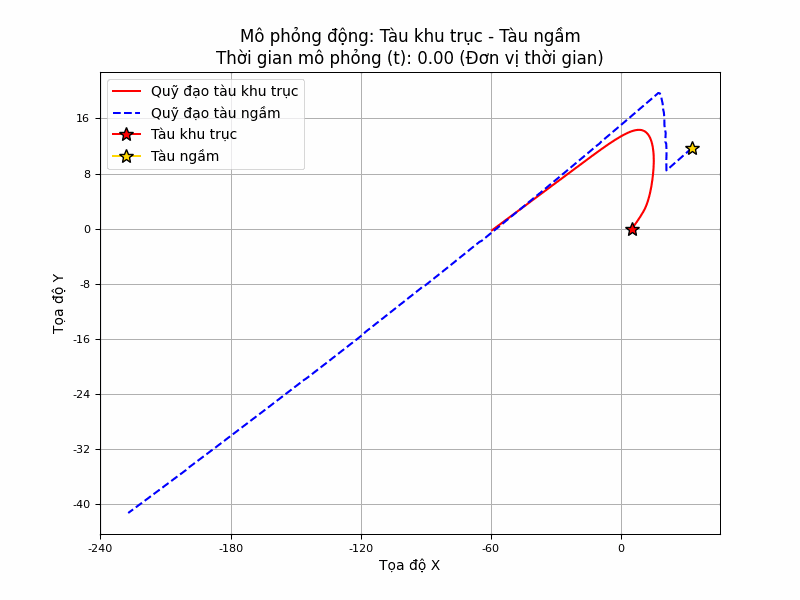 Mô phỏng động: Tàu khu trục - Tàu ngầm
Thời gian mô phỏng (t): 0.00 (Đơn vị thời gian)
Quỹ đạo tàu khu trục
Quỹ đạo tàu ngầm
Tàu khu trục
Tàu ngầm
16
8
0
-8
-16
-24
-32
-40
Tọa độ Y
-240
-180
-120
-60
0
Tọa độ X